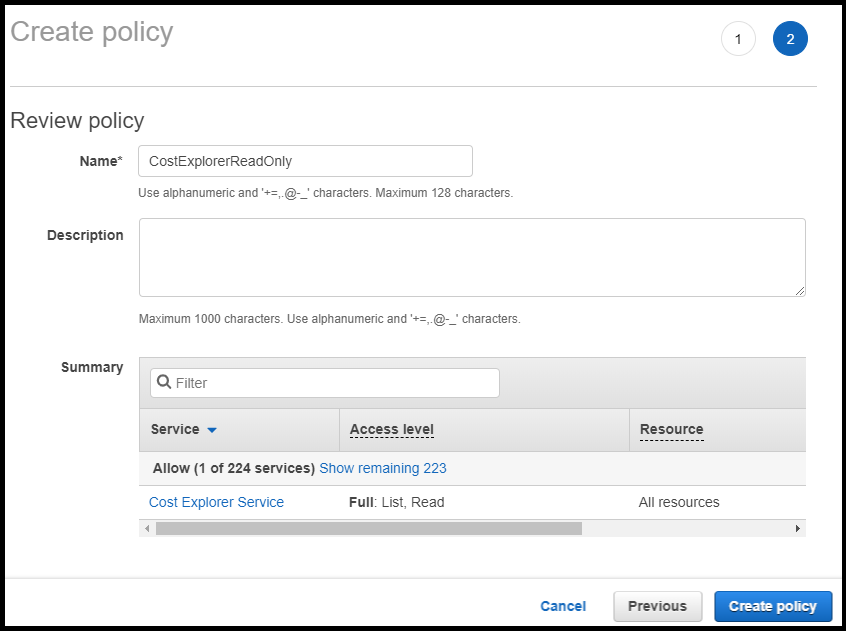 Create policy
1
2
Review policy
Name* CostExplorerReadOnly
Use alphanumeric and '+=,.@-_' characters. Maximum 128 characters.
Description
Maximum 1000 characters. Use alphanumeric and '+=,.@-_' characters.
Summary
Filter
Service Access level Resource
Allow (1 of 224 services) Show remaining 223
Cost Explorer Service Full: List, Read All resources
Cancel Previous Create policy